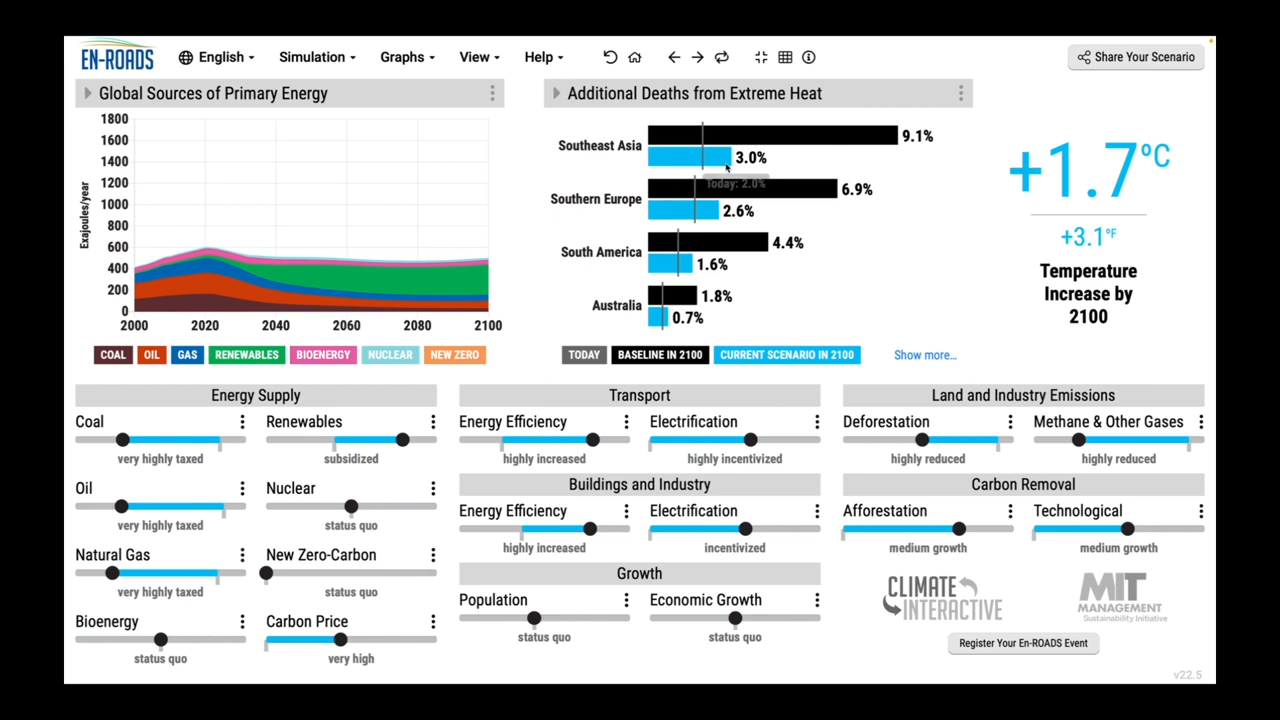 EN-ROADS
English
Simulation
Graphs
View
Help
Share Your Scenario
Global Sources of Primary Energy
Additional Deaths from Extreme Heat
Exajoules/year
1800
1600
1400
1200
1000
800
600
400
200
0
2000 2020 2040 2060 2080 2100
COAL OIL GAS RENEWABLES BIOENERGY NUCLEAR NEW ZERO
Southeast Asia
9.1%
3.0%
Today: 2.0%
Southern Europe
6.9%
2.6%
South America
4.4%
1.6%
Australia
1.8%
0.7%
TODAY BASELINE IN 2100 CURRENT SCENARIO IN 2100
Show more...
+1.7°C
+3.1°F
Temperature
Increase by
2100
Energy Supply
Coal
very highly taxed
Renewables
subsidized
Oil
very highly taxed
Nuclear
status quo
Natural Gas
very highly taxed
New Zero-Carbon
status quo
Bioenergy
status quo
Carbon Price
very high
Transport
Energy Efficiency
highly increased
Electrification
highly incentivized
Buildings and Industry
Energy Efficiency
highly increased
Electrification
incentivized
Growth
Population
status quo
Economic Growth
status quo
Land and Industry Emissions
Deforestation
highly reduced
Methane & Other Gases
highly reduced
Carbon Removal
Afforestation
medium growth
Technological
medium growth
CLIMATE
INTERACTIVE
MIT
MANAGEMENT
Sustainability Initiative
Register Your En-ROADS Event
v22.5